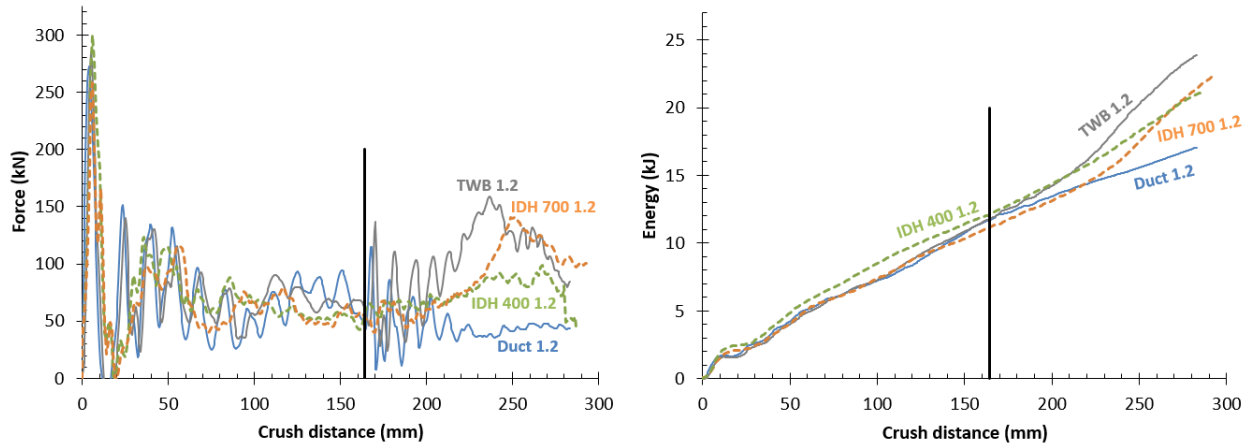 300
250
200
150
100
50
0
Force (kN)
TWB 1.2
IDH 700 1.2
IDH 400 1.2
Duct 1.2
0 50 100 150 200 250 300
Crush distance (mm)
25
20
15
10
5
0
Energy (kJ)
TWB 1.2
IDH 700 1.2
Duct 1.2
IDH 400 1.2
0 50 100 150 200 250 300
Crush distance (mm)